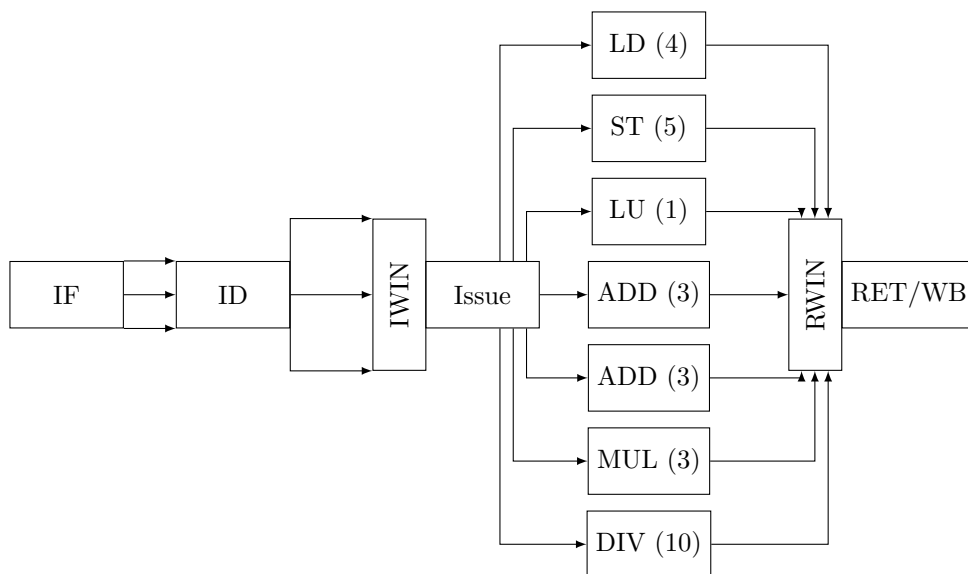 LD (4)
ST (5)
LU (1)
IF
ID
IWIN
Issue
ADD (3)
RWIN
RET/WB
ADD (3)
MUL (3)
DIV (10)